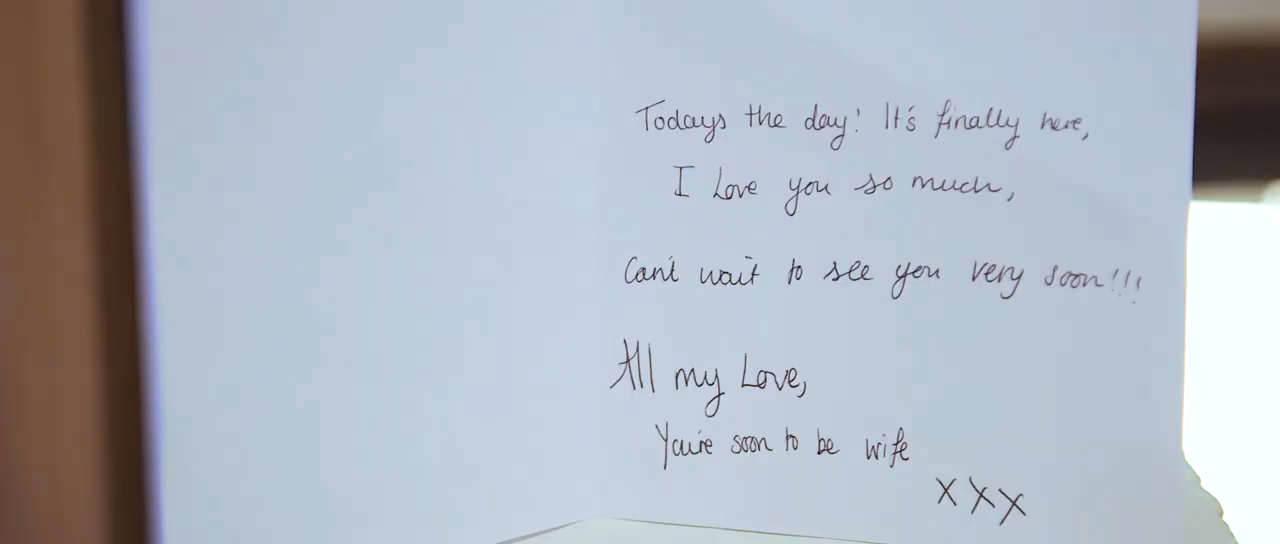 Todays the day! It's finally here,
I Love you so much,
Can't wait to see you very soon!!!
All my Love,
You're soon to be wife
xxx